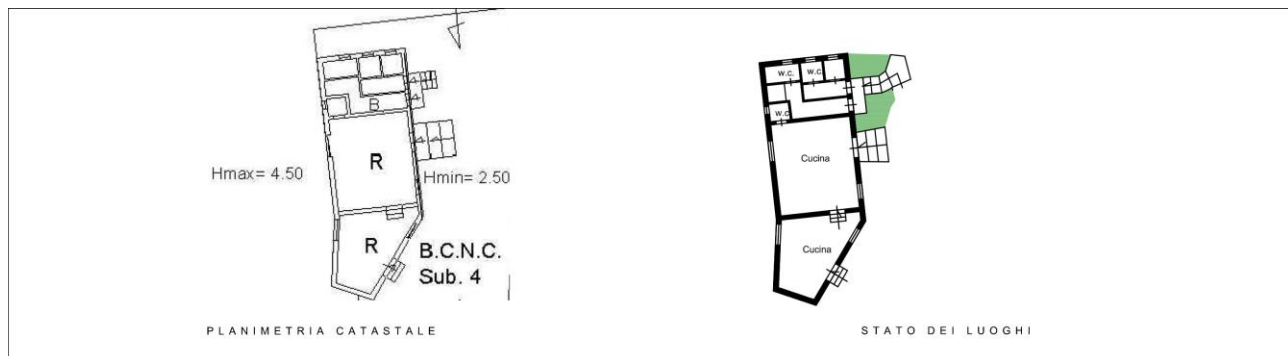 B
R
Hmax= 4.50
Hmin= 2.50
R
B.C.N.C.
Sub. 4
PLANIMETRIA CATASTALE
W.C.
W.C.
W.C.
Cucina
Cucina
STATO DEI LUOGHI